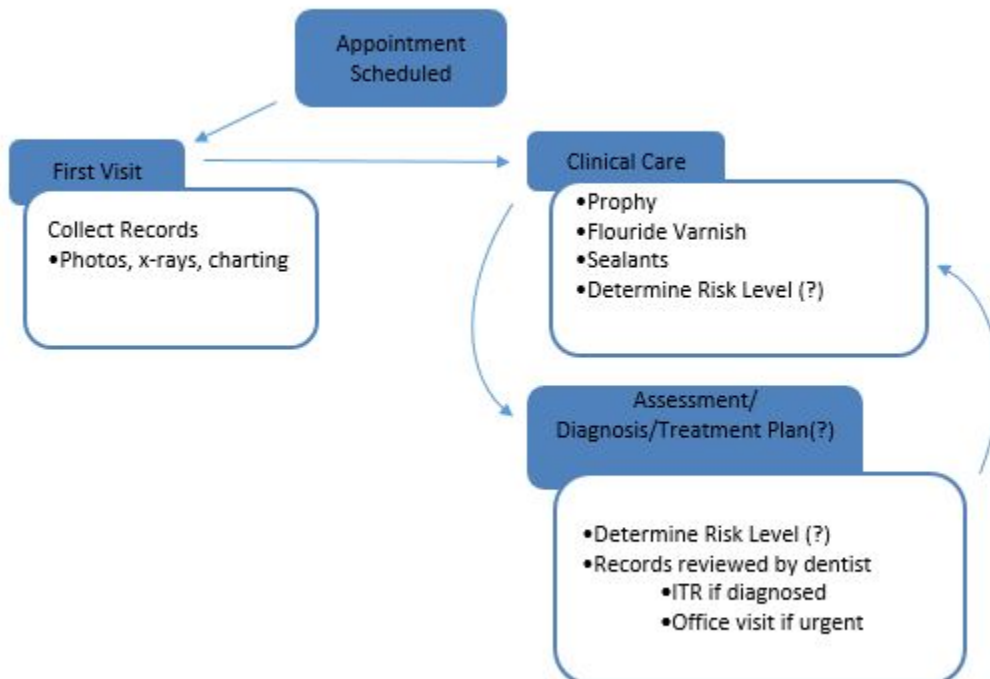 Appointment
Scheduled
First Visit
Collect Records
•Photos, x-rays, charting
Clinical Care
•Prophy
•Flouride Varnish
•Sealants
•Determine Risk Level (?)
Assessment/
Diagnosis/Treatment Plan(?)
•Determine Risk Level (?)
•Records reviewed by dentist
•ITR if diagnosed
•Office visit if urgent